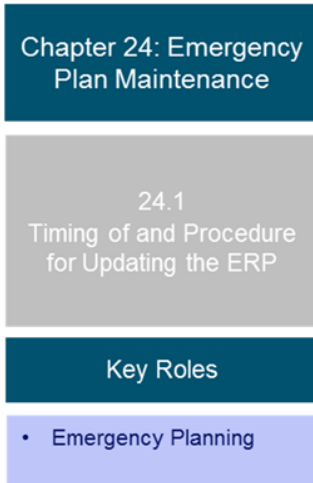 Chapter 24: Emergency
Plan Maintenance
24.1
Timing of and Procedure
for Updating the ERP
Key Roles
• Emergency Planning